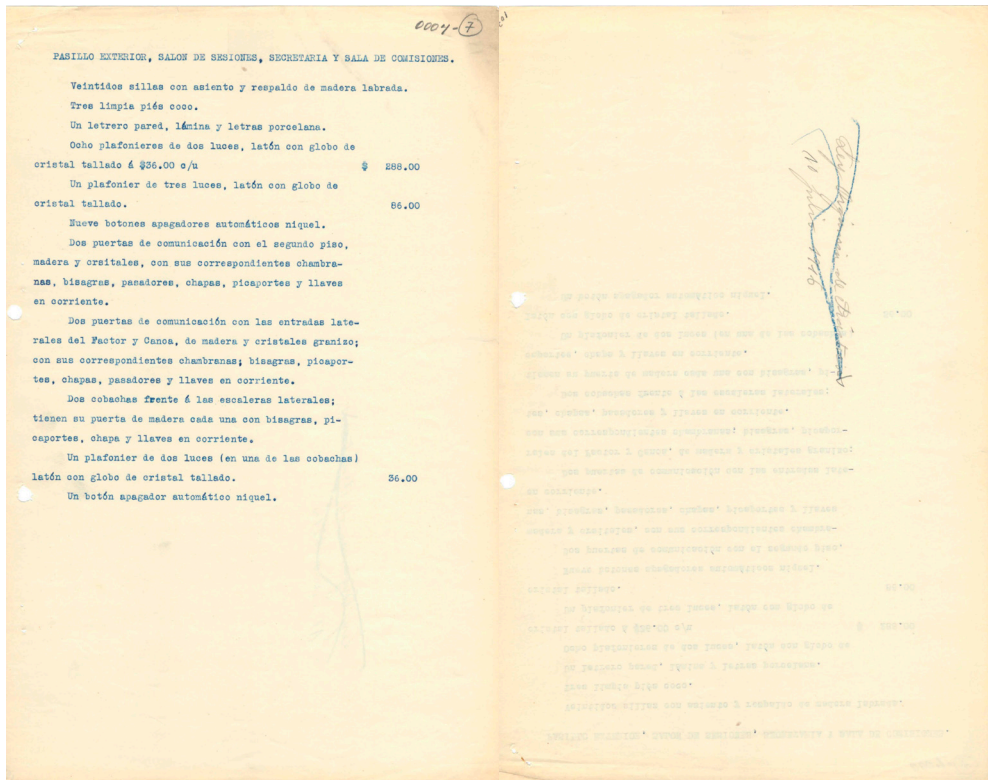 0007-7
PASILLO EXTERIOR, SALON DE SESIONES, SECRETARIA Y SALA DE COMISIONES.
Veintidos sillas con asiento y respaldo de madera labrada.
Tres limpia piés coco.
Un letrero pared, lámina y letras porcelana.
Ocho plafonieres de dos luces, latón con globo de
cristal tallado á $36.00 c/u $ 288.00
Un plafonier de tres luces, latón con globo de
cristal tallado. 86.00
Nueve botones apagadores automáticos niquel.
Dos puertas de comunicación con el segundo piso,
madera y crsitales, con sus correspondientes chambra-
nas, bisagras, pasadores, chapas, picaportes y llaves
en corriente.
Dos puertas de comunicación con las entradas late-
rales del Factor y Canoa, de madera y cristales granizo;
con sus correspondientes chambranas; bisagras, picapor-
tes, chapas, pasadores y llaves en corriente.
Dos cobachas frente á las escaleras laterales;
tienen su puerta de madera cada una con bisagras, pi-
caportes, chapa y llaves en corriente.
Un plafonier de dos luces (en una de las cobachas)
latón con globo de cristal tallado. 36.00
Un botón apagador automático niquel.
103
10 Julio